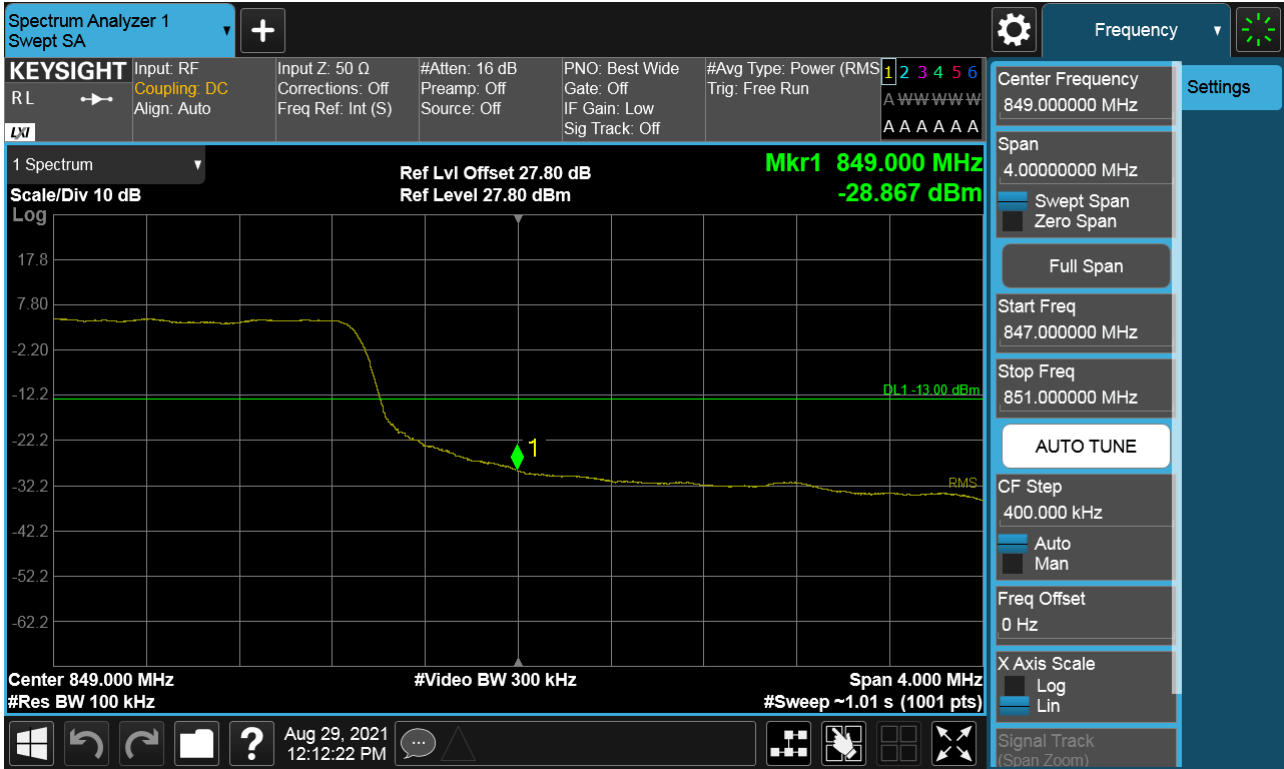 Spectrum Analyzer 1
Swept SA
+
Frequency
KEYSIGHT
R L
LXI
Input: RF
Coupling: DC
Align: Auto
Input Z: 50 Ω
Corrections: Off
Freq Ref: Int (S)
#Atten: 16 dB
Preamp: Off
Source: Off
PNO: Best Wide
Gate: Off
IF Gain: Low
Sig Track: Off
#Avg Type: Power (RMS
Trig: Free Run
1 2 3 4 5 6
A W W W W W
A A A A A A
1 Spectrum
Scale/Div 10 dB
Log
Ref Lvl Offset 27.80 dB
Ref Level 27.80 dBm
Mkr1 849.000 MHz
-28.867 dBm
17.8
7.80
-2.20
-12.2
-22.2
-32.2
-42.2
-52.2
-62.2
DL1 -13.00 dBm
1
RMS
Center 849.000 MHz
#Res BW 100 kHz
#Video BW 300 kHz
Span 4.000 MHz
#Sweep ~1.01 s (1001 pts)
Center Frequency
849.000000 MHz
Span
4.00000000 MHz
Swept Span
Zero Span
Full Span
Start Freq
847.000000 MHz
Stop Freq
851.000000 MHz
AUTO TUNE
CF Step
400.000 kHz
Auto
Man
Freq Offset
0 Hz
X Axis Scale
Log
Lin
Signal Track
(Span Zoom)
Settings
?
Aug 29, 2021
12:12:22 PM